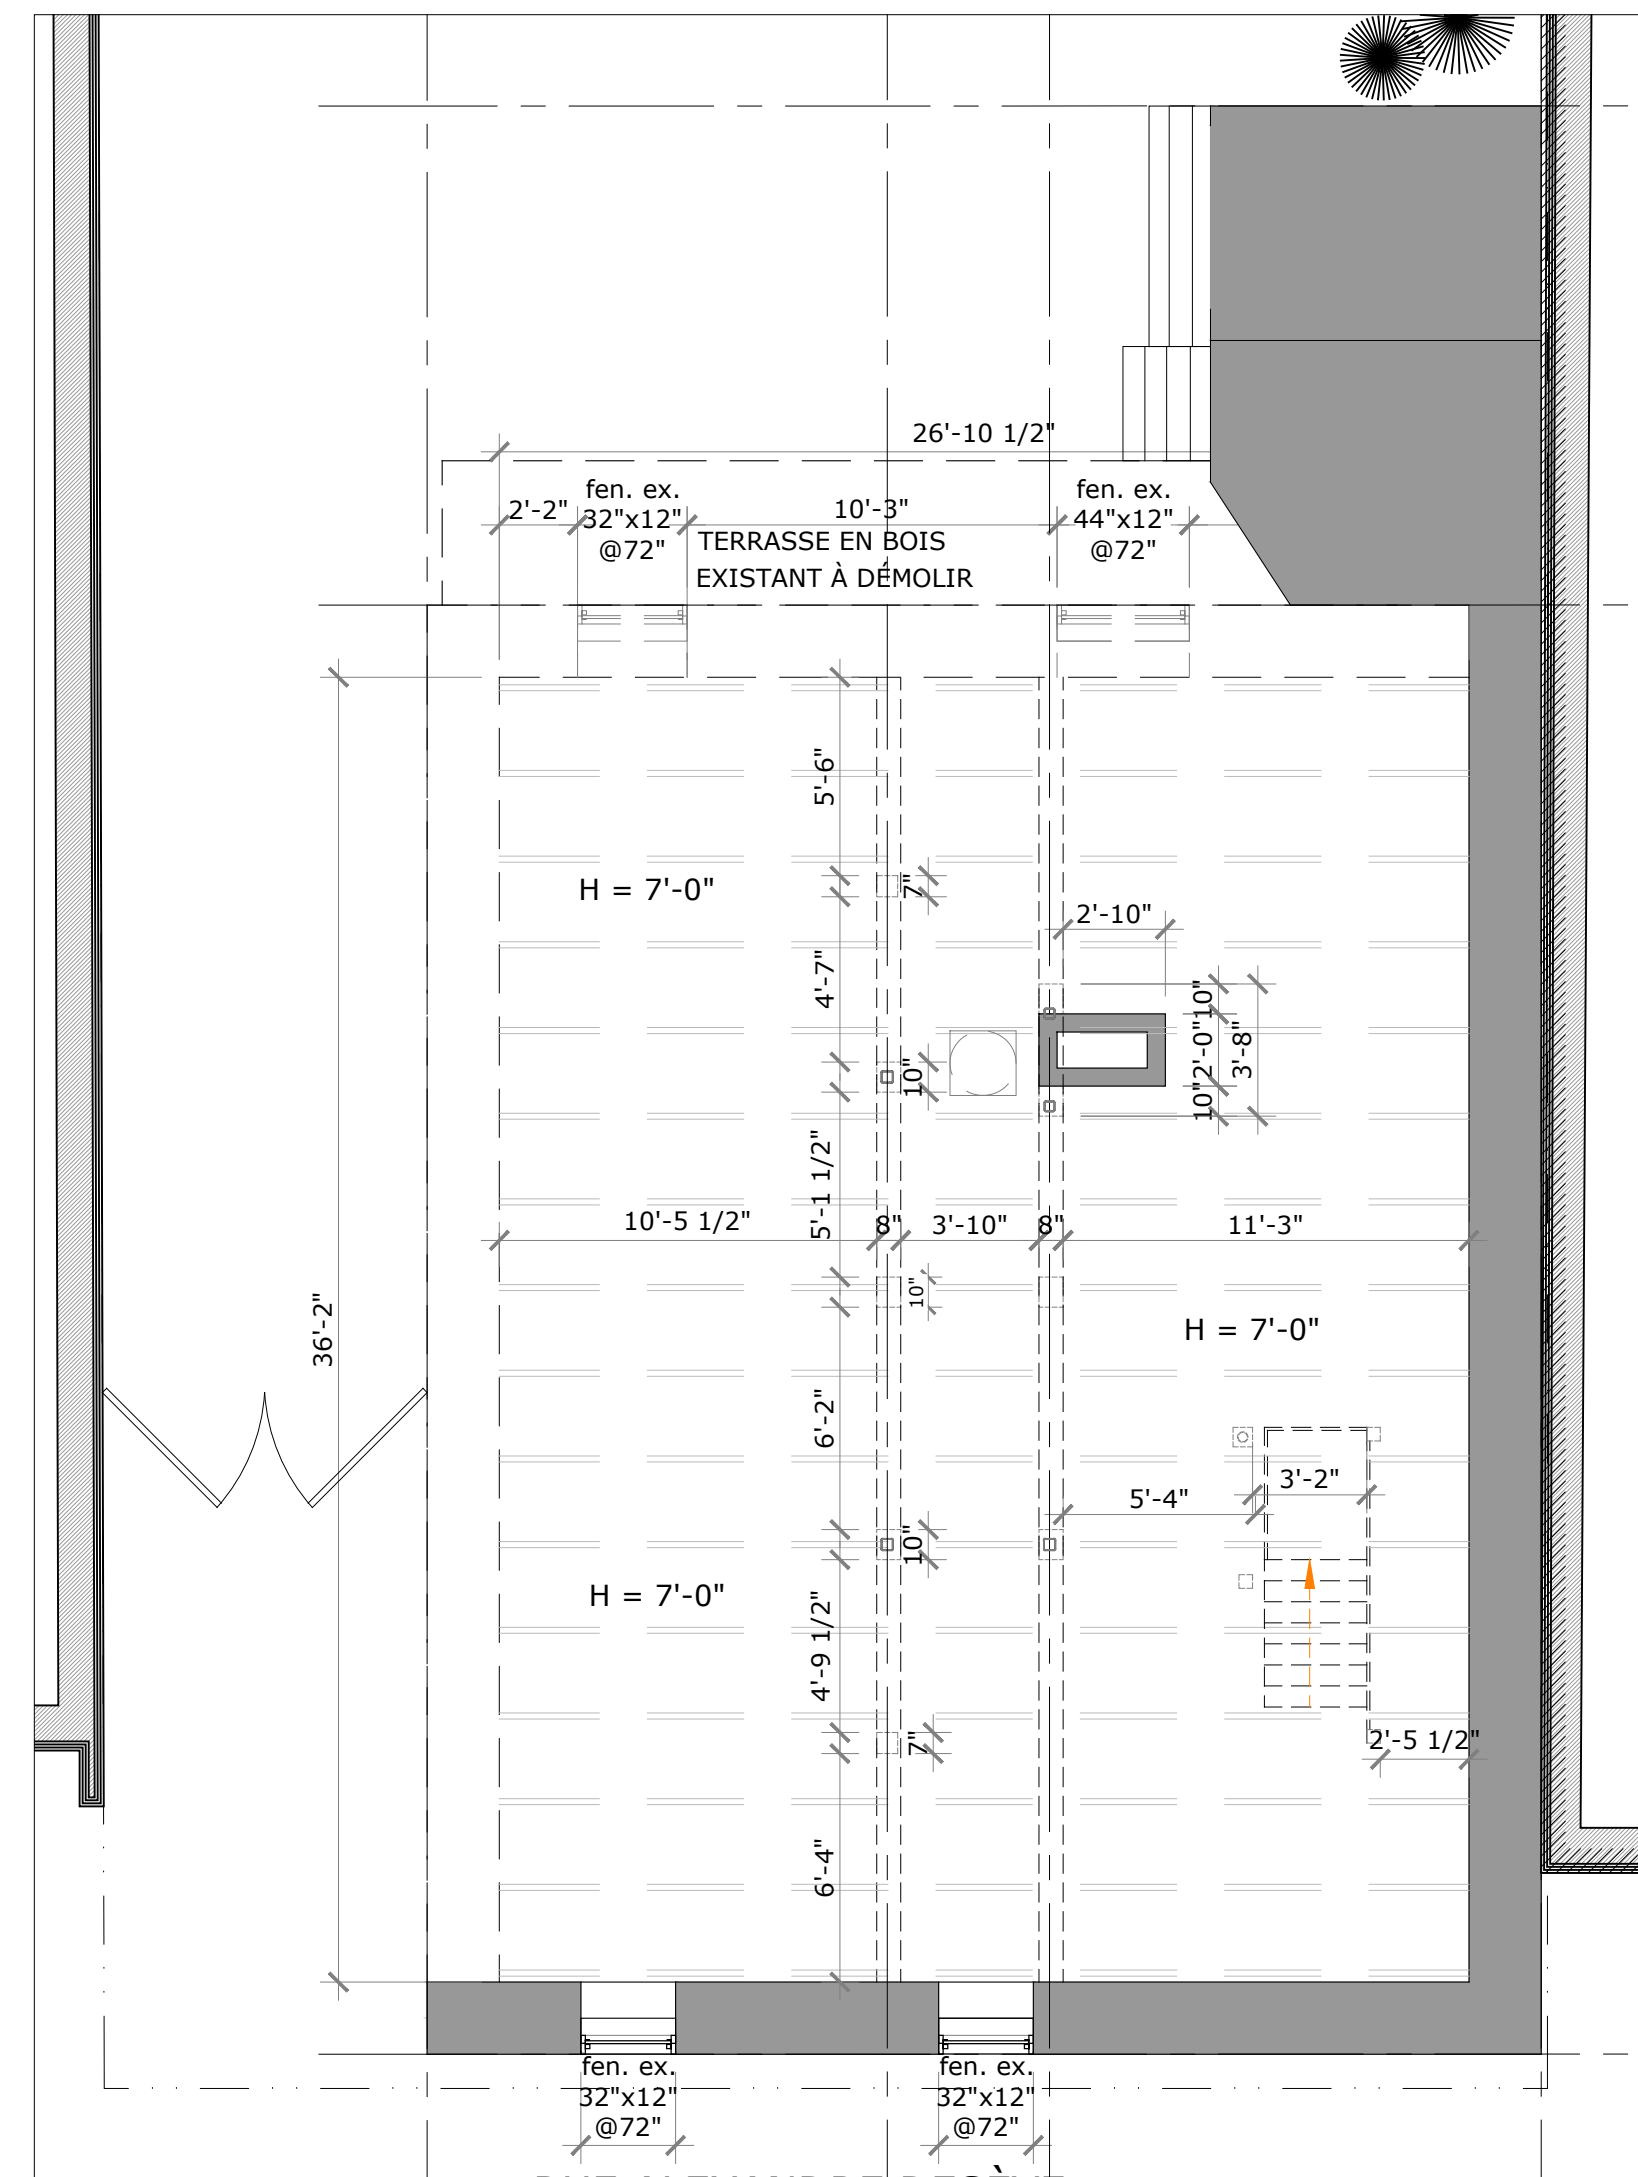 26'-10 1/2"
fen. ex.
32"x12"
@72"
fen. ex.
44"x12"
@72"
2'-2"
10'-3"
TERRASSE EN BOIS
EXISTANT À DÉMOLIR
5'-6"
H = 7'-0"
7"
2'-10"
4'-7"
10"
10"
2'-0"
10"
3'-8"
5'-1 1/2"
10'-5 1/2"
8"
3'-10"
8"
11'-3"
10"
36'-2"
H = 7'-0"
6'-2"
3'-2"
5'-4"
10"
H = 7'-0"
4'-9 1/2"
7"
2'-5 1/2"
6'-4"
fen. ex.
32"x12"
@72"
fen. ex.
32"x12"
@72"